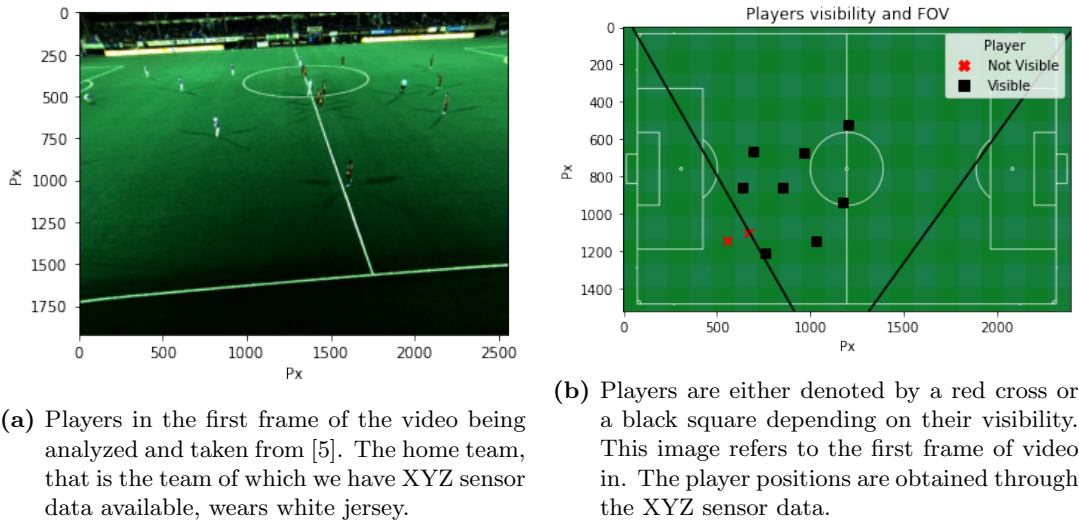 0
250
500
750
1000
1250
1500
1750
Px
0
500
1000
1500
2000
2500
Px
(a) Players in the first frame of the video being
analyzed and taken from [5]. The home team,
that is the team of which we have XYZ sensor
data available, wears white jersey.
Players visibility and FOV
Player
Not Visible
Visible
0
200
400
600
800
1000
1200
1400
Px
0
500
1000
1500
2000
Px
(b) Players are either denoted by a red cross or
a black square depending on their visibility.
This image refers to the first frame of video
in. The player positions are obtained through
the XYZ sensor data.